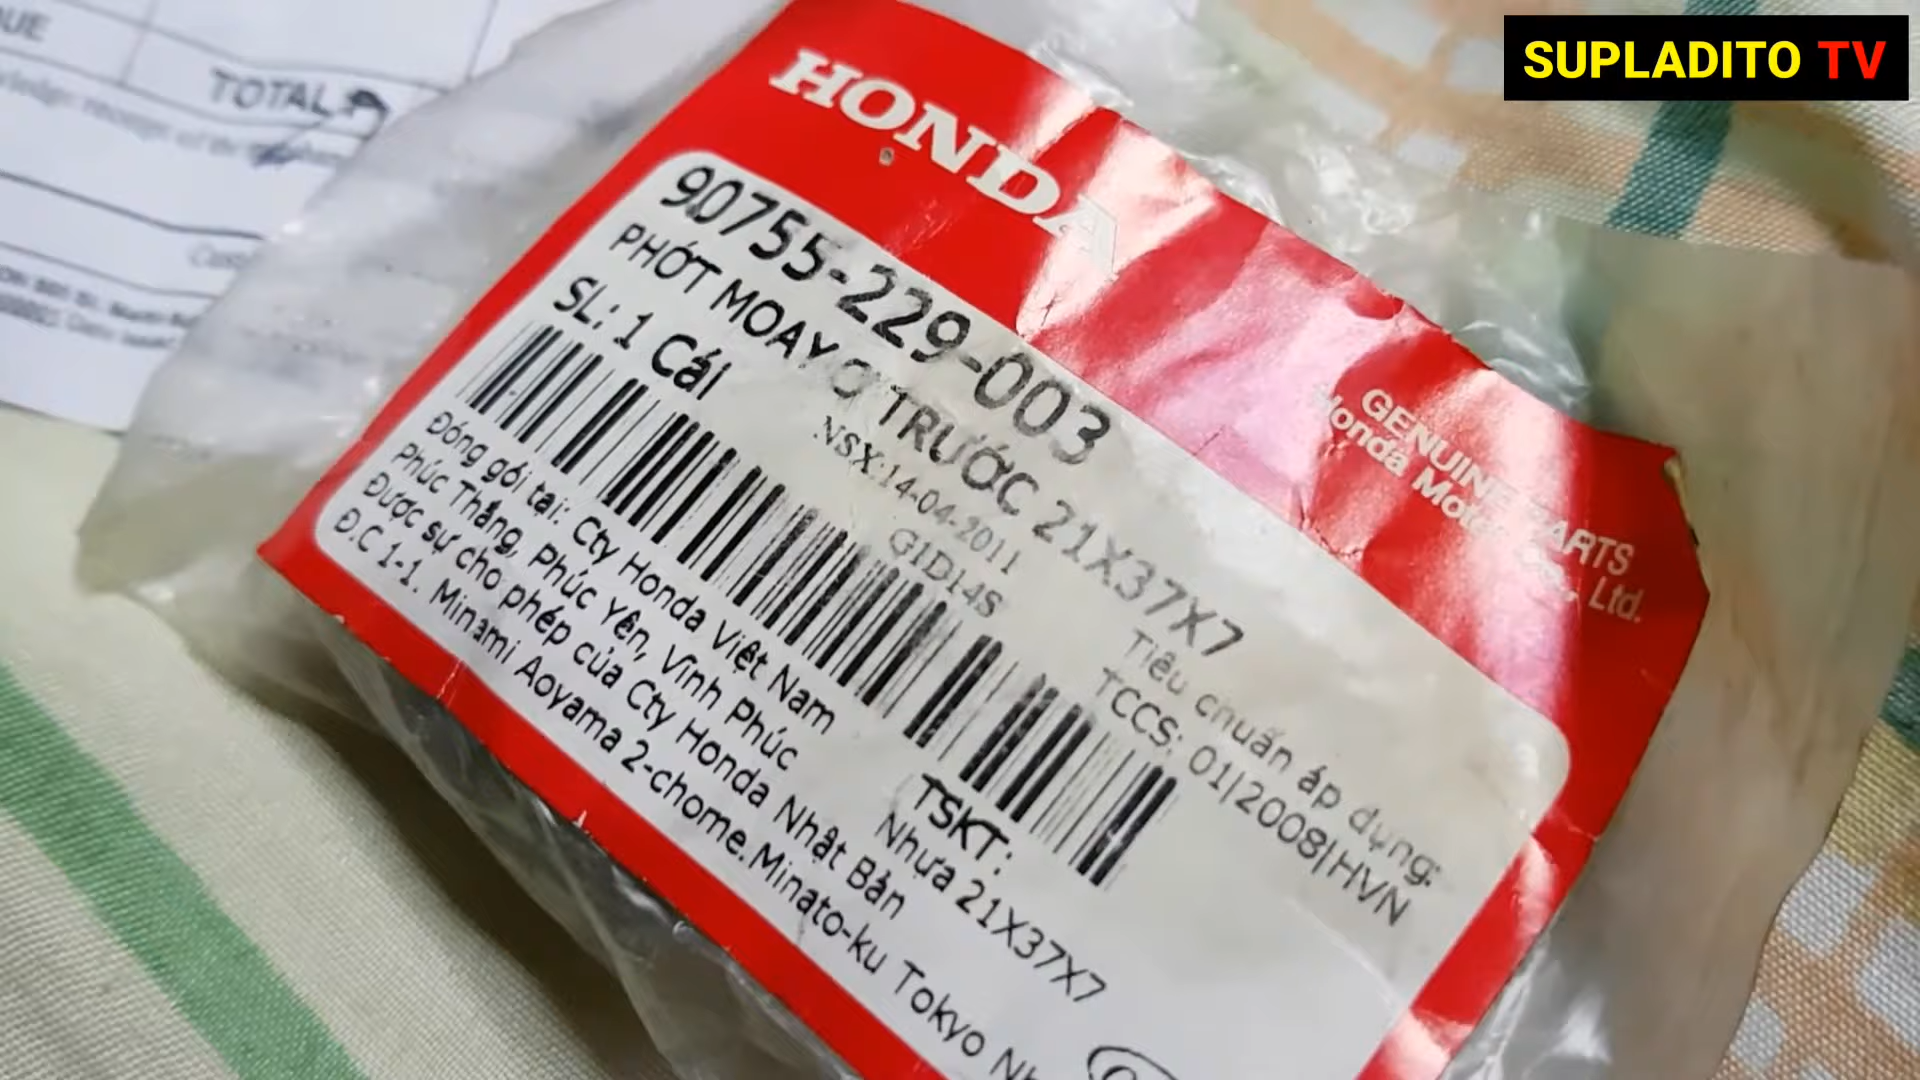 SUPLADITO TV
TOTAL
HONDA
90755-229-003
PHỚT MOAY Ơ TRƯỚC 21X37X7
SL: 1 Cái
NSX:14-04-2011
G1D14S
GENUINE PARTS
Honda Motor Co., Ltd.
Tiêu chuẩn áp dụng:
TCCS: 01|2008|HVN
Đóng gói tại: Cty Honda Việt Nam
Phúc Thắng, Phúc Yên, Vĩnh Phúc
Được sự cho phép của Cty Honda Nhật Bản
Đ.C 1-1. Minami Aoyama 2-chome.Minato-ku Tokyo
TSKT:
Nhựa 21X37X7